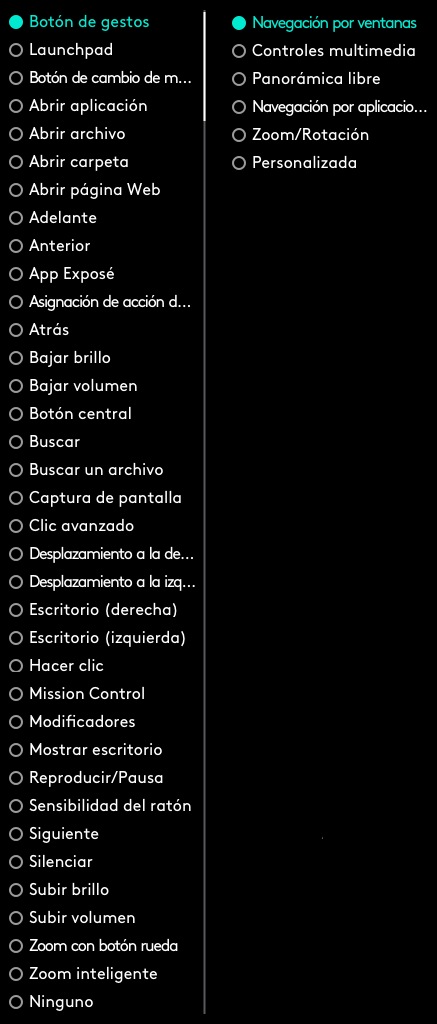 Botón de gestos
Launchpad
Botón de cambio de m...
Abrir aplicación
Abrir archivo
Abrir carpeta
Abrir página Web
Adelante
Anterior
App Exposé
Asignación de acción d...
Atrás
Bajar brillo
Bajar volumen
Botón central
Buscar
Buscar un archivo
Captura de pantalla
Clic avanzado
Desplazamiento a la de...
Desplazamiento a la izq...
Escritorio (derecha)
Escritorio (izquierda)
Hacer clic
Mission Control
Modificadores
Mostrar escritorio
Reproducir/Pausa
Sensibilidad del ratón
Siguiente
Silenciar
Subir brillo
Subir volumen
Zoom con botón rueda
Zoom inteligente
Ninguno
Navegación por ventanas
Controles multimedia
Panorámica libre
Navegación por aplicacio...
Zoom/Rotación
Personalizada